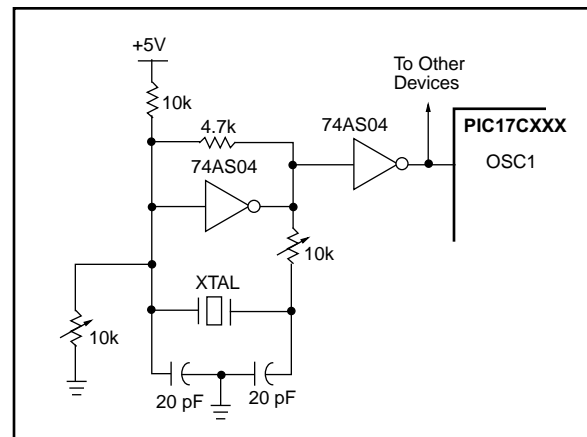 +5V
To Other
Devices
10k
4.7k
74AS04
PIC17CXXX
74AS04
OSC1
10k
XTAL
10k
20 pF
20 pF